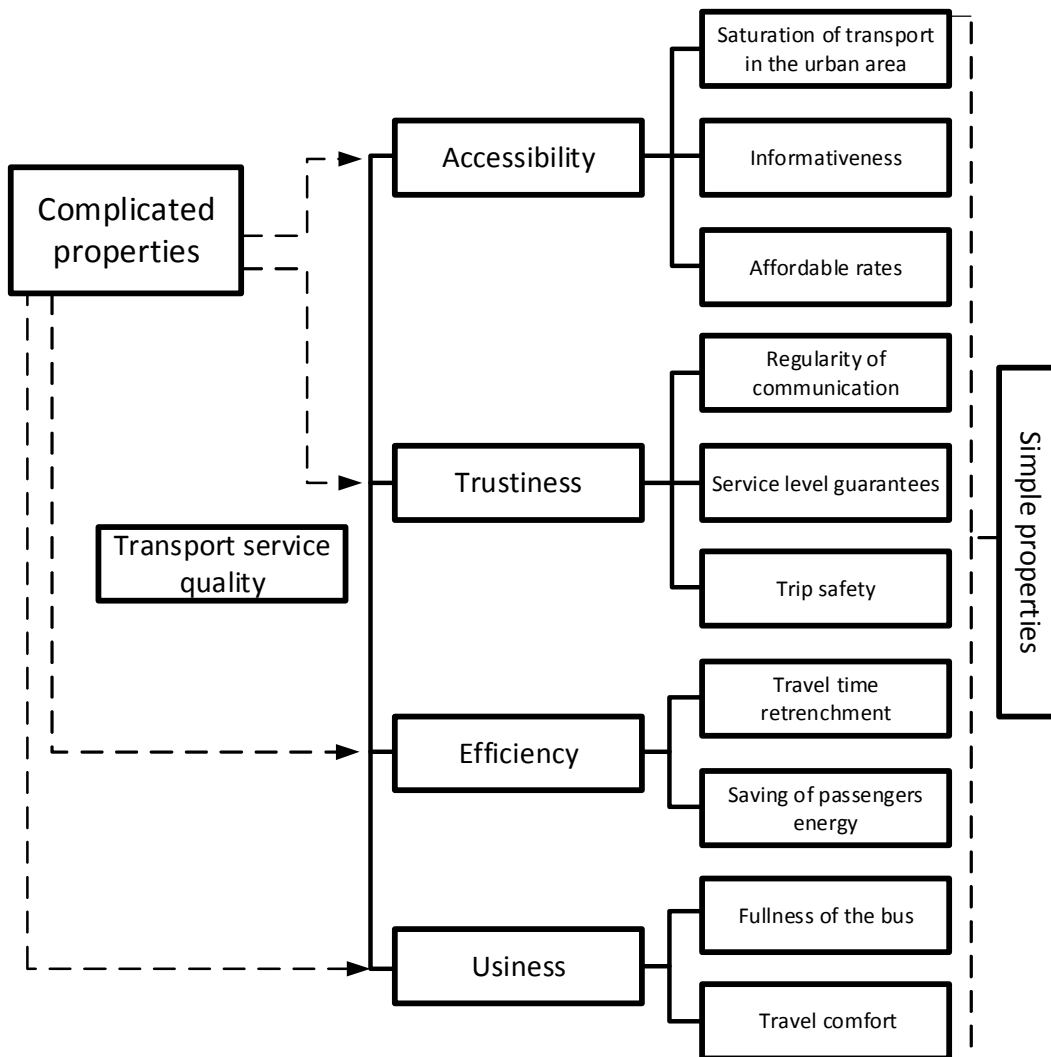 Complicated
properties
Transport service
quality
Accessibility
Saturation of transport
in the urban area
Informativeness
Affordable rates
Trustiness
Regularity of
communication
Service level guarantees
Trip safety
Efficiency
Travel time
retrenchment
Saving of passengers
energy
Usiness
Fullness of the bus
Travel comfort
Simple properties